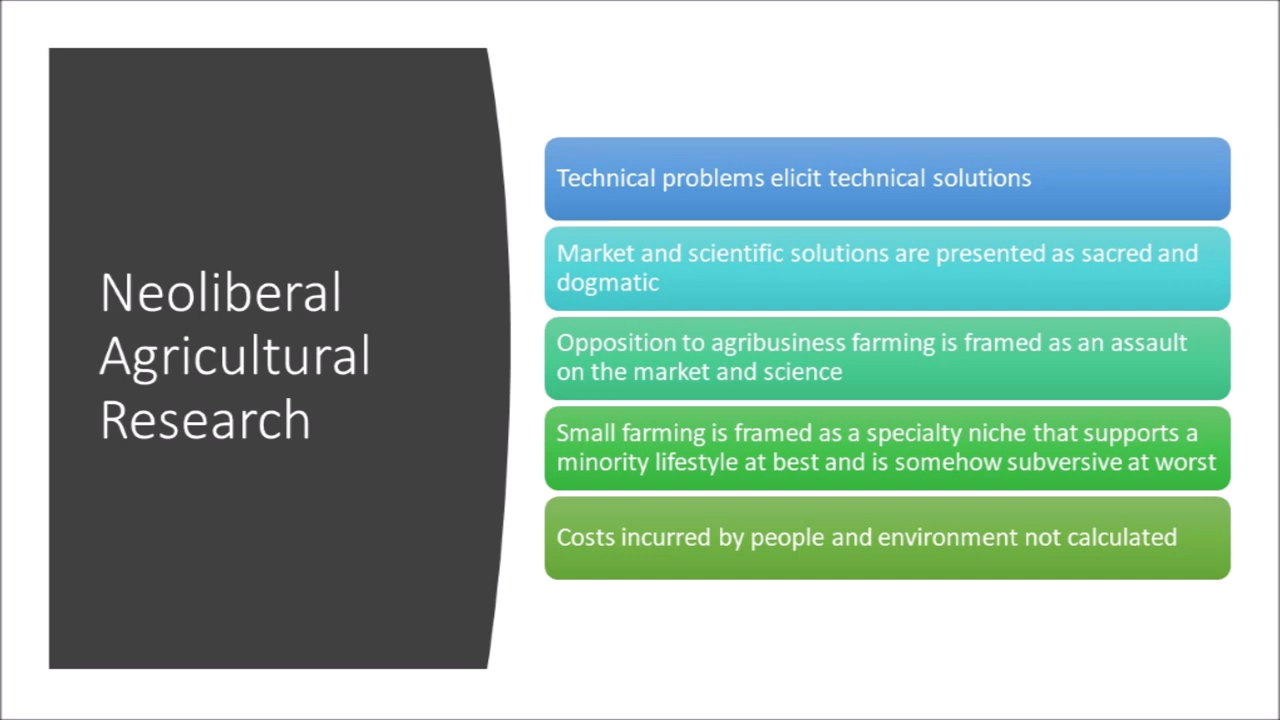 Neoliberal
Agricultural
Research
Technical problems elicit technical solutions
Market and scientific solutions are presented as sacred and
dogmatic
Opposition to agribusiness farming is framed as an assault
on the market and science
Small farming is framed as a specialty niche that supports a
minority lifestyle at best and is somehow subversive at worst
Costs incurred by people and environment not calculated